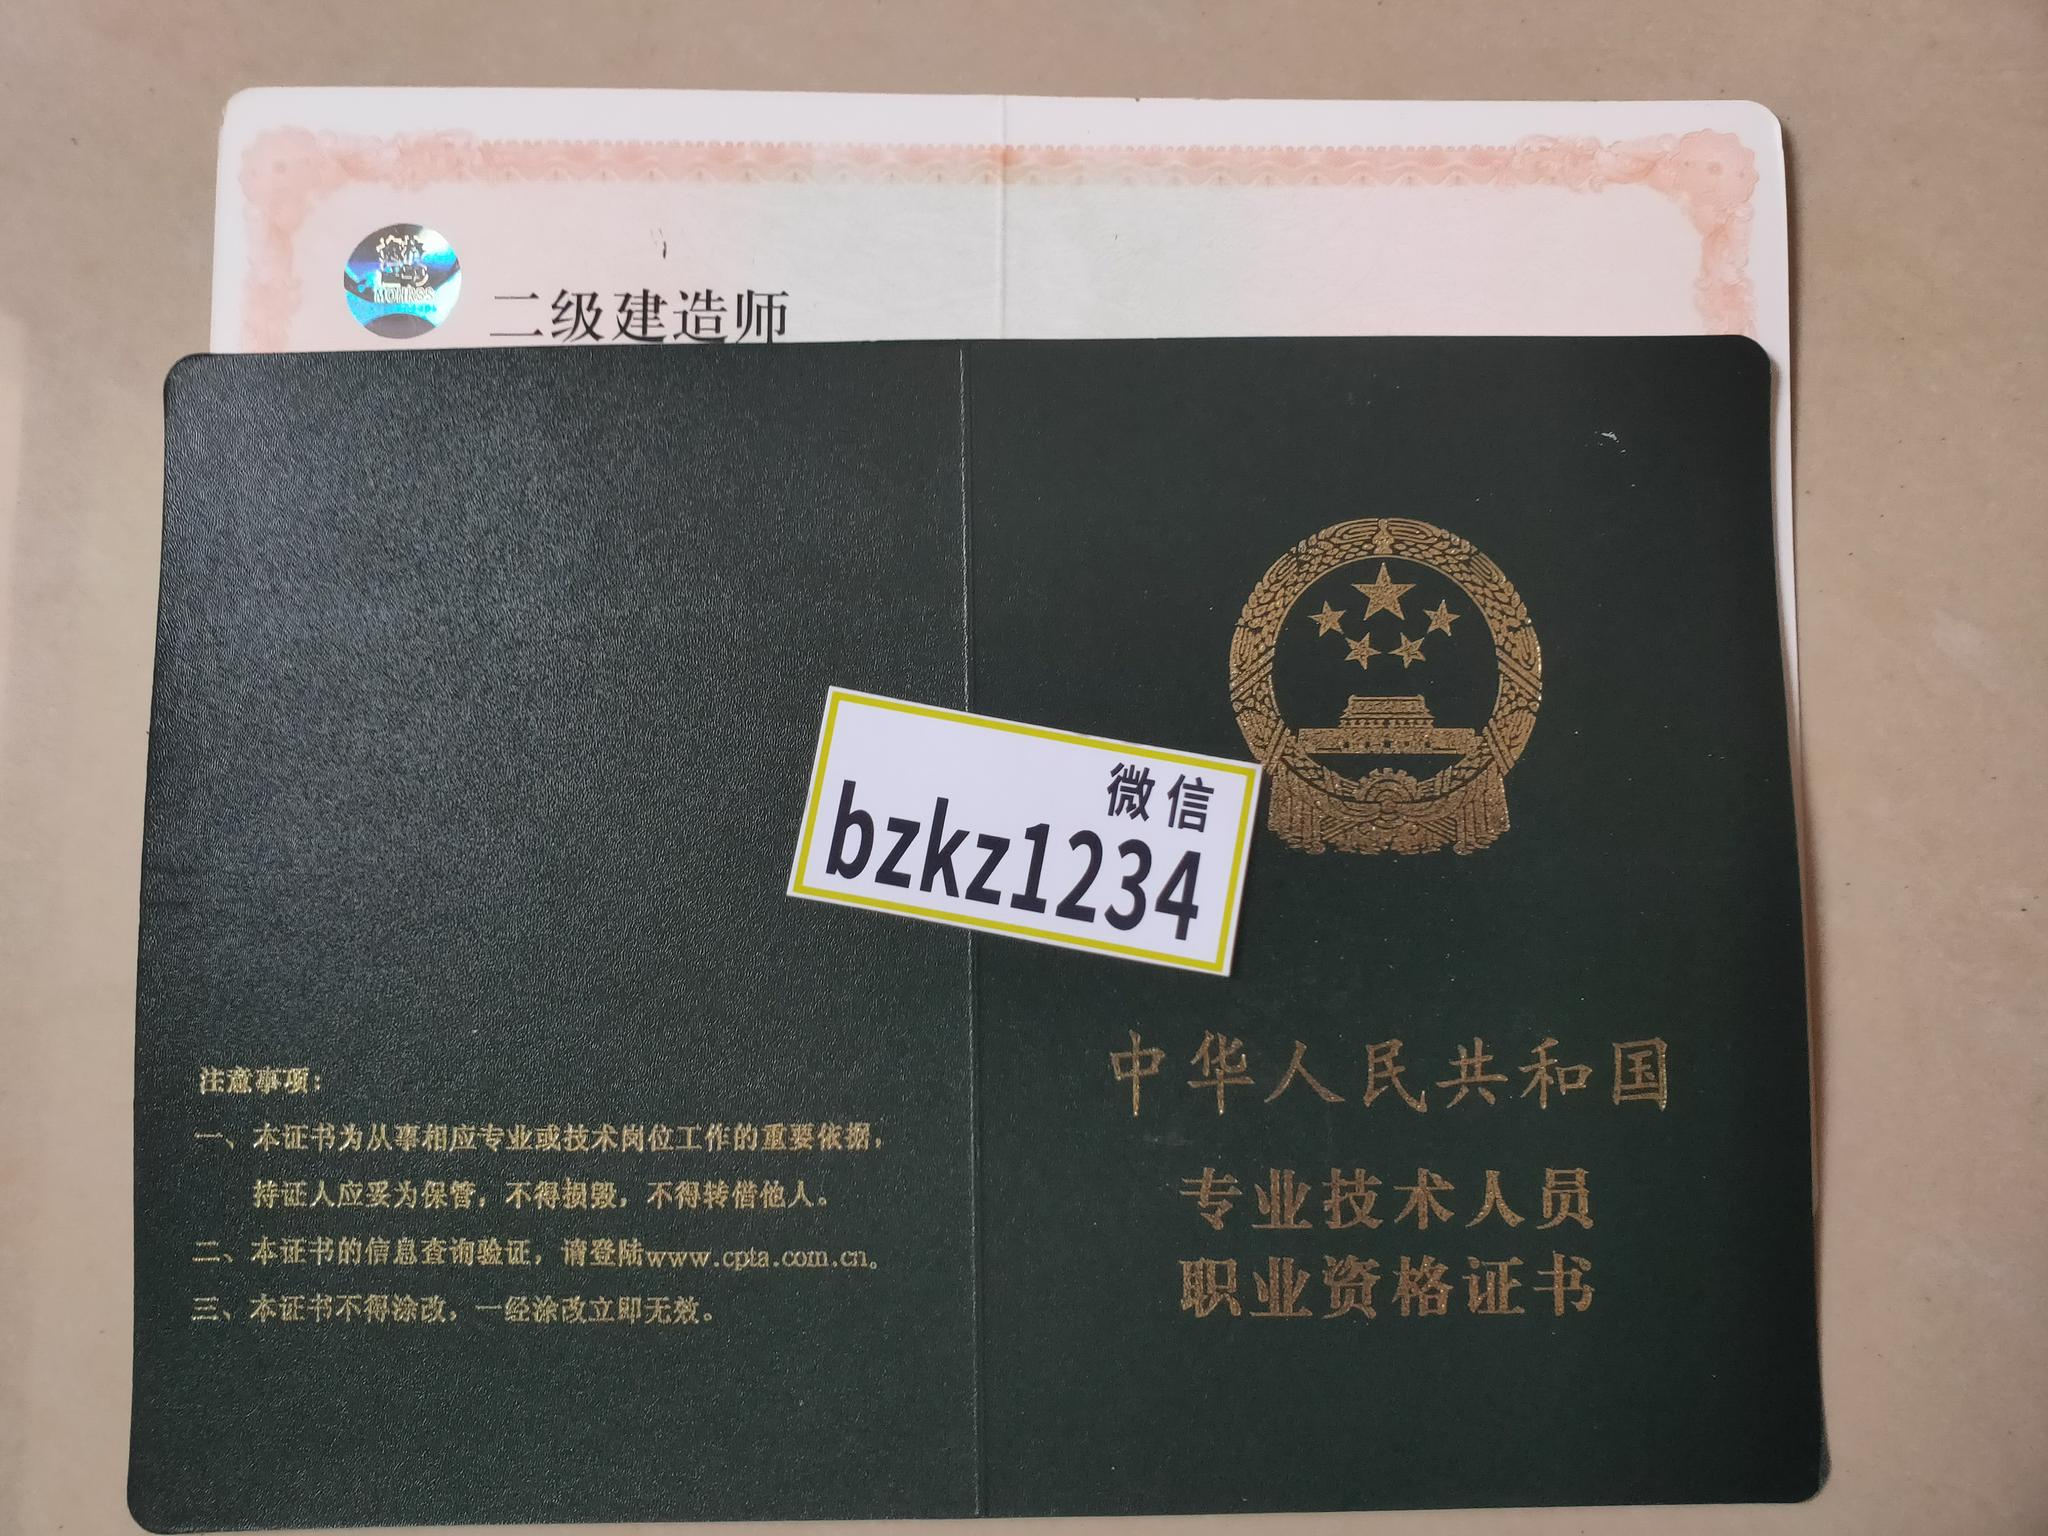 MOHRSS
二级建造师
微信
bzkz1234
中华人民共和国
专业技术人员
职业资格证书
注意事项：
一、本证书为从事相应专业或技术岗位工作的重要依据，
持证人应妥为保管，不得损毁，不得转借他人。
二、本证书的信息查询验证，请登陆www.cpta.com.cn。
三、本证书不得涂改，一经涂改立即无效。